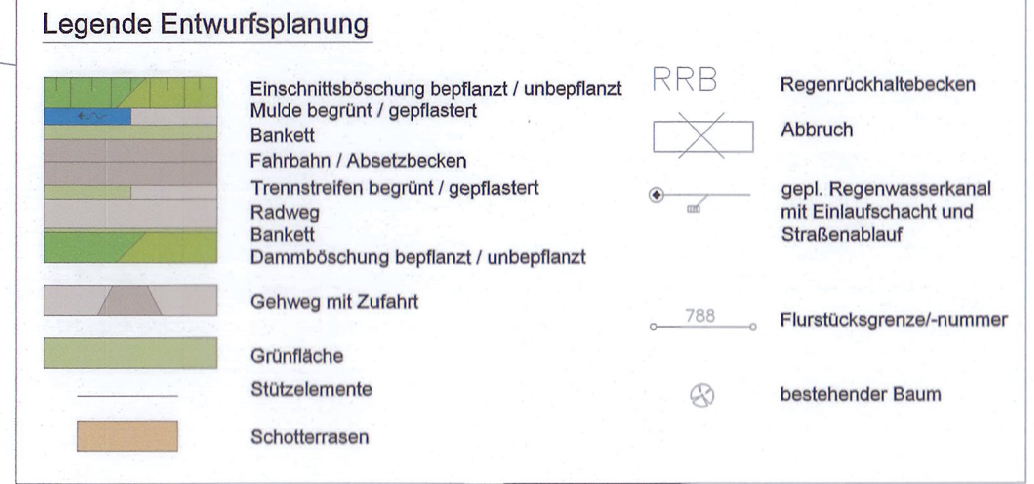 Legende Entwurfsplanung
Einschnittsböschung bepflanzt / unbepflanzt
Mulde begrünt / gepflastert
Bankett
Fahrbahn / Absetzbecken
Trennstreifen begrünt / gepflastert
Radweg
Bankett
Dammböschung bepflanzt / unbepflanzt
Gehweg mit Zufahrt
Grünfläche
Stützelemente
Schotterrasen
RRB
Regenrückhaltebecken
Abbruch
gepl. Regenwasserkanal
mit Einlaufschacht und
Straßenablauf
788
Flurstücksgrenze/-nummer
bestehender Baum